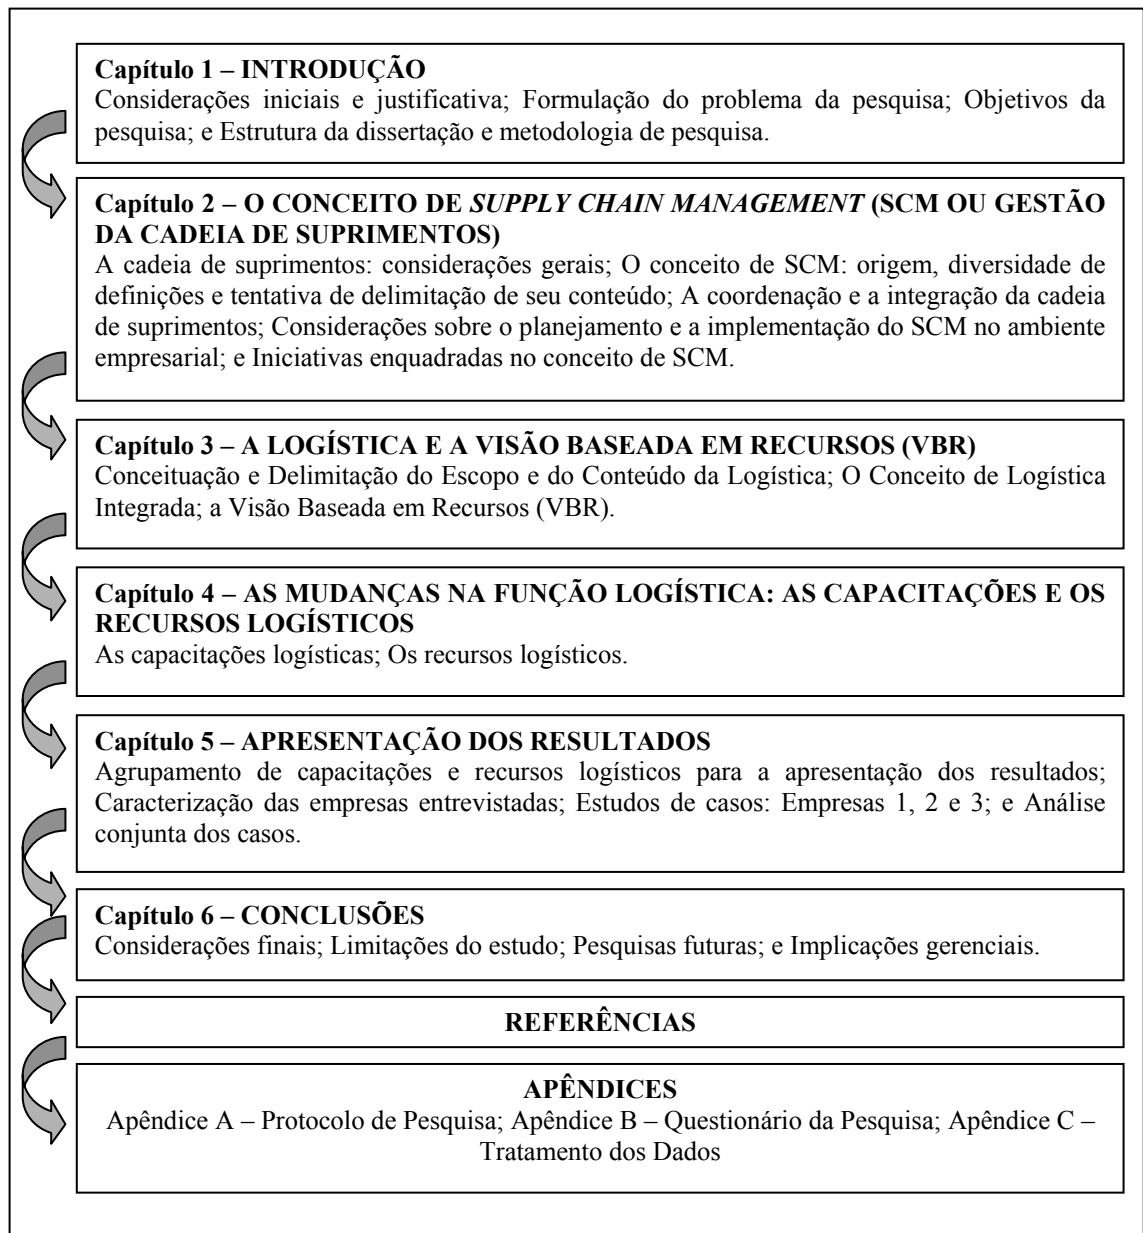 Capítulo 1 – INTRODUÇÃO
Considerações iniciais e justificativa; Formulação do problema da pesquisa; Objetivos da
pesquisa; e Estrutura da dissertação e metodologia de pesquisa.
Capítulo 2 – O CONCEITO DE SUPPLY CHAIN MANAGEMENT (SCM OU GESTÃO
DA CADEIA DE SUPRIMENTOS)
A cadeia de suprimentos: considerações gerais; O conceito de SCM: origem, diversidade de
definições e tentativa de delimitação de seu conteúdo; A coordenação e a integração da cadeia
de suprimentos; Considerações sobre o planejamento e a implementação do SCM no ambiente
empresarial; e Iniciativas enquadradas no conceito de SCM.
Capítulo 3 – A LOGÍSTICA E A VISÃO BASEADA EM RECURSOS (VBR)
Conceituação e Delimitação do Escopo e do Conteúdo da Logística; O Conceito de Logística
Integrada; a Visão Baseada em Recursos (VBR).
Capítulo 4 – AS MUDANÇAS NA FUNÇÃO LOGÍSTICA: AS CAPACITAÇÕES E OS
RECURSOS LOGÍSTICOS
As capacitações logísticas; Os recursos logísticos.
Capítulo 5 – APRESENTAÇÃO DOS RESULTADOS
Agrupamento de capacitações e recursos logísticos para a apresentação dos resultados;
Caracterização das empresas entrevistadas; Estudos de casos: Empresas 1, 2 e 3; e Análise
conjunta dos casos.
Capítulo 6 – CONCLUSÕES
Considerações finais; Limitações do estudo; Pesquisas futuras; e Implicações gerenciais.
REFERÊNCIAS
APÊNDICES
Apêndice A – Protocolo de Pesquisa; Apêndice B – Questionário da Pesquisa; Apêndice C –
Tratamento dos Dados